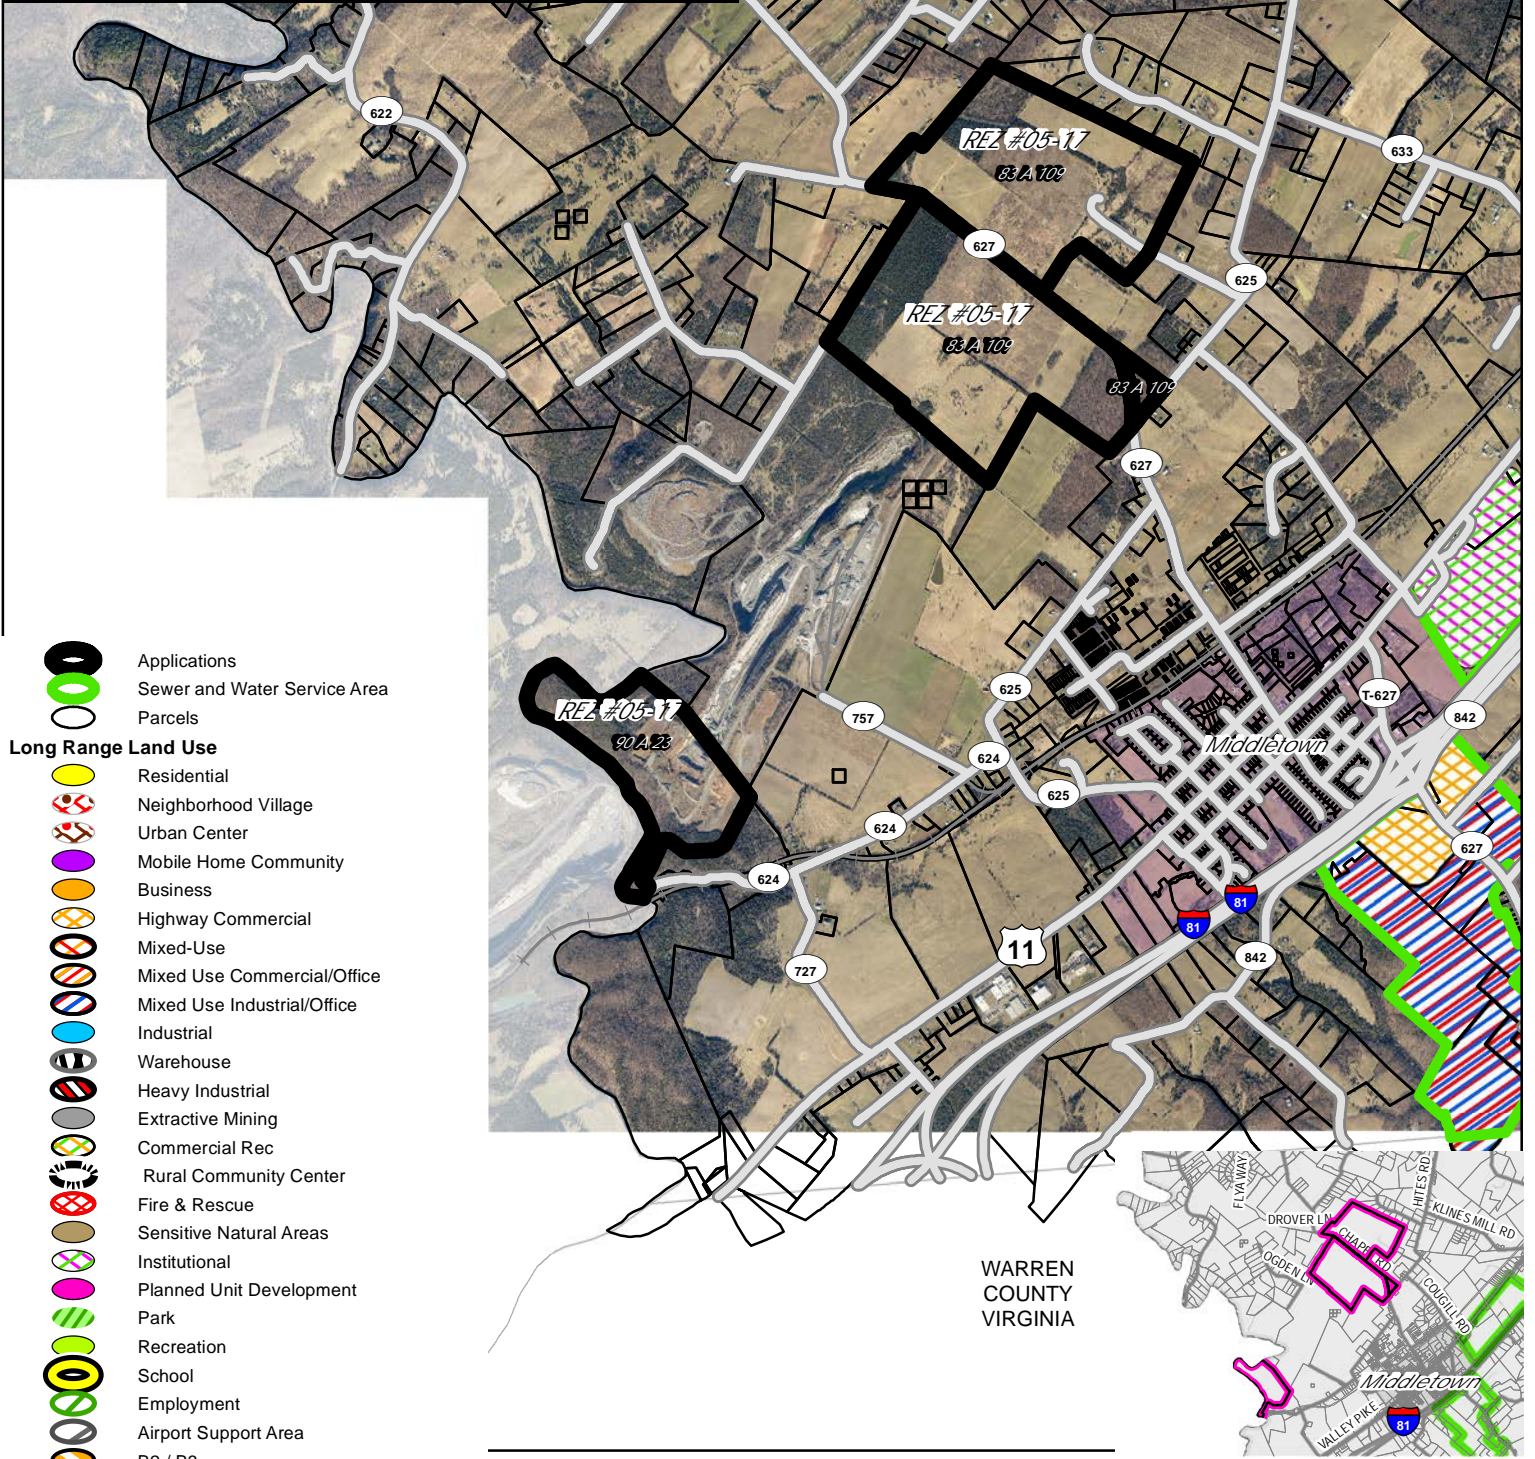 622
REZ #05-17
83 A 109
633
627
625
REZ #05-17
83 A 109
83 A 109
627
625
T-627
842
REZ #05-17
90 A 23
757
624
Middletown
625
624
627
624
81
81
11
842
727
Applications
Sewer and Water Service Area
Parcels
Long Range Land Use
Residential
Neighborhood Village
Urban Center
Mobile Home Community
Business
Highway Commercial
Mixed-Use
Mixed Use Commercial/Office
Mixed Use Industrial/Office
Industrial
Warehouse
Heavy Industrial
Extractive Mining
Commercial Rec
Rural Community Center
Fire & Rescue
Sensitive Natural Areas
Institutional
Planned Unit Development
Park
Recreation
School
Employment
Airport Support Area
WARREN
COUNTY
VIRGINIA
FLYAWAY
HITES RD
KLINES MILL RD
DROVER LN
OGDEN LN
COUGILL RD
Middletown
VALLEY PIKE
81